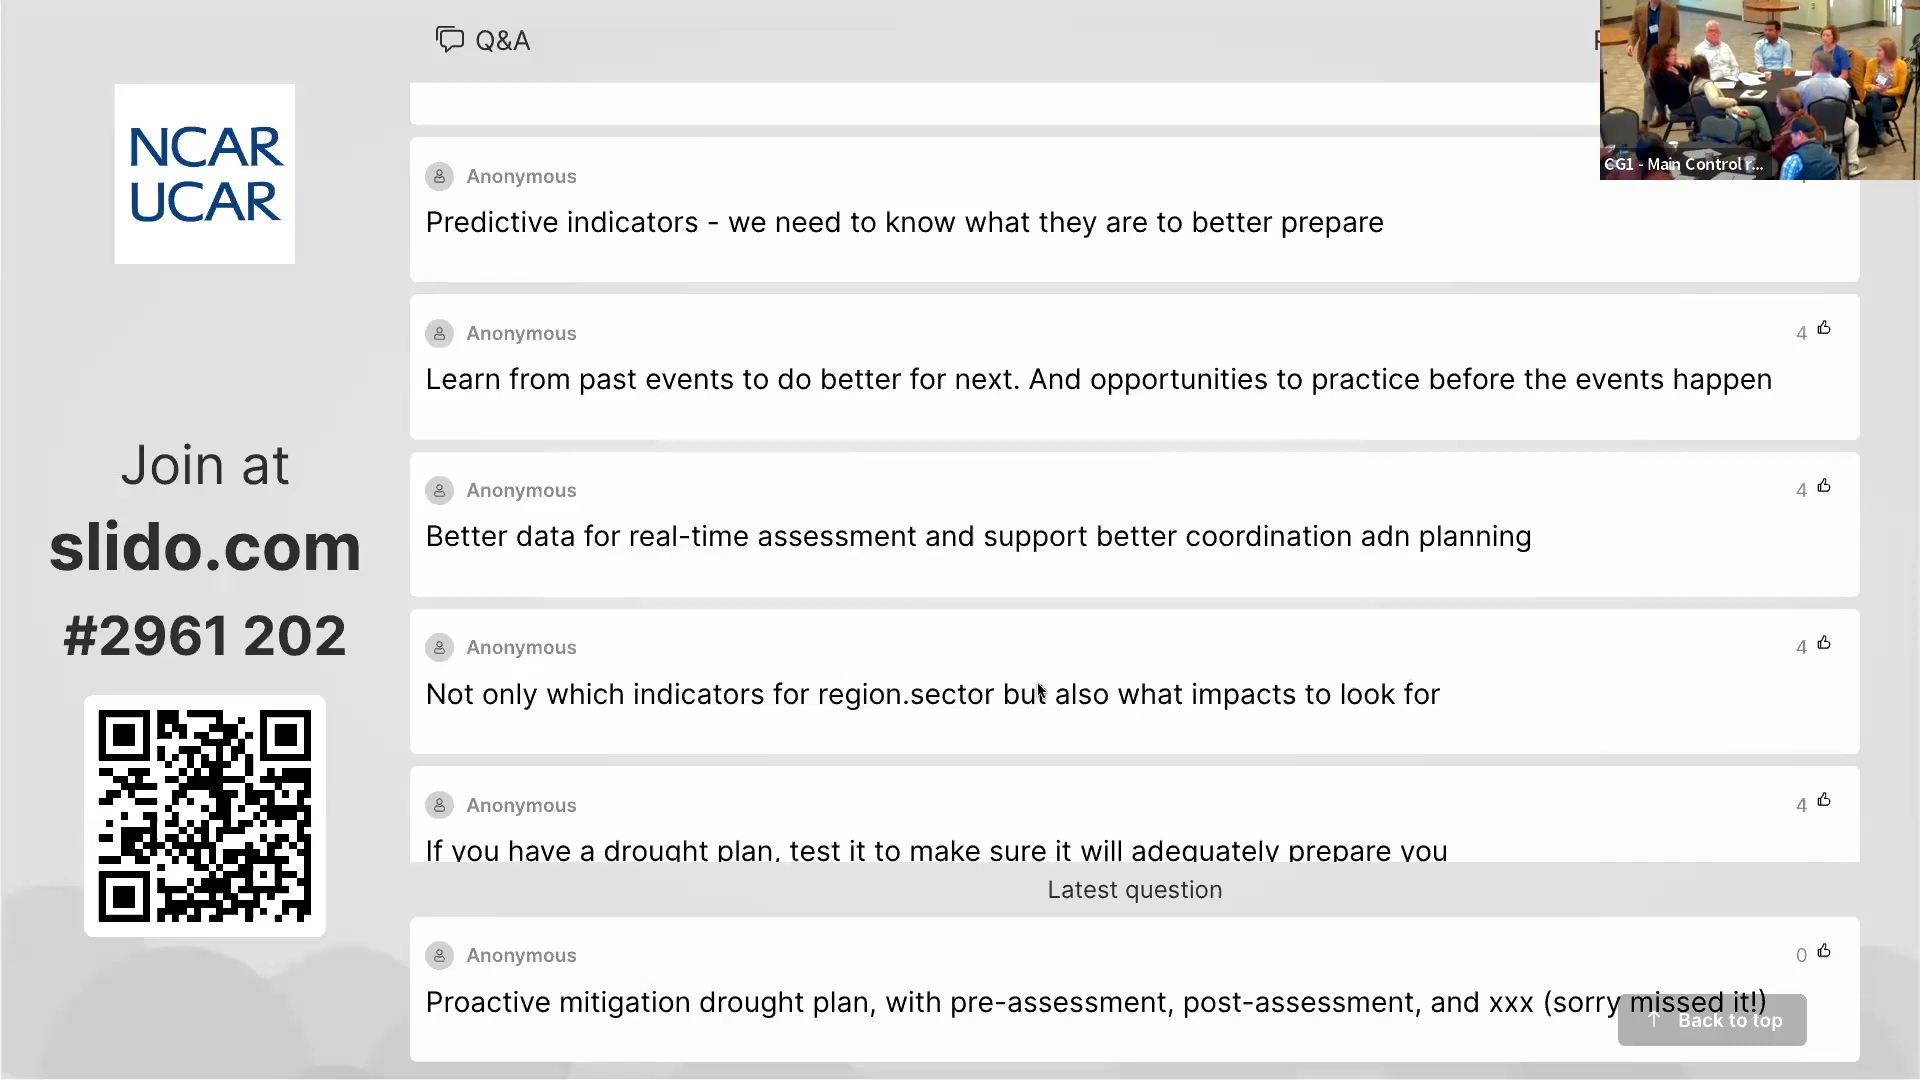 Q&A
NCAR
UCAR
Join at
slido.com
#2961 202
CG1 - Main Control r...
Anonymous
Predictive indicators - we need to know what they are to better prepare
Anonymous
4
Learn from past events to do better for next. And opportunities to practice before the events happen
Anonymous
4
Better data for real-time assessment and support better coordination adn planning
Anonymous
4
Not only which indicators for region.sector but also what impacts to look for
Anonymous
4
If you have a drought plan, test it to make sure it will adequately prepare you
Latest question
Anonymous
0
Proactive mitigation drought plan, with pre-assessment, post-assessment, and xxx (sorry missed it!)
↑ Back to top